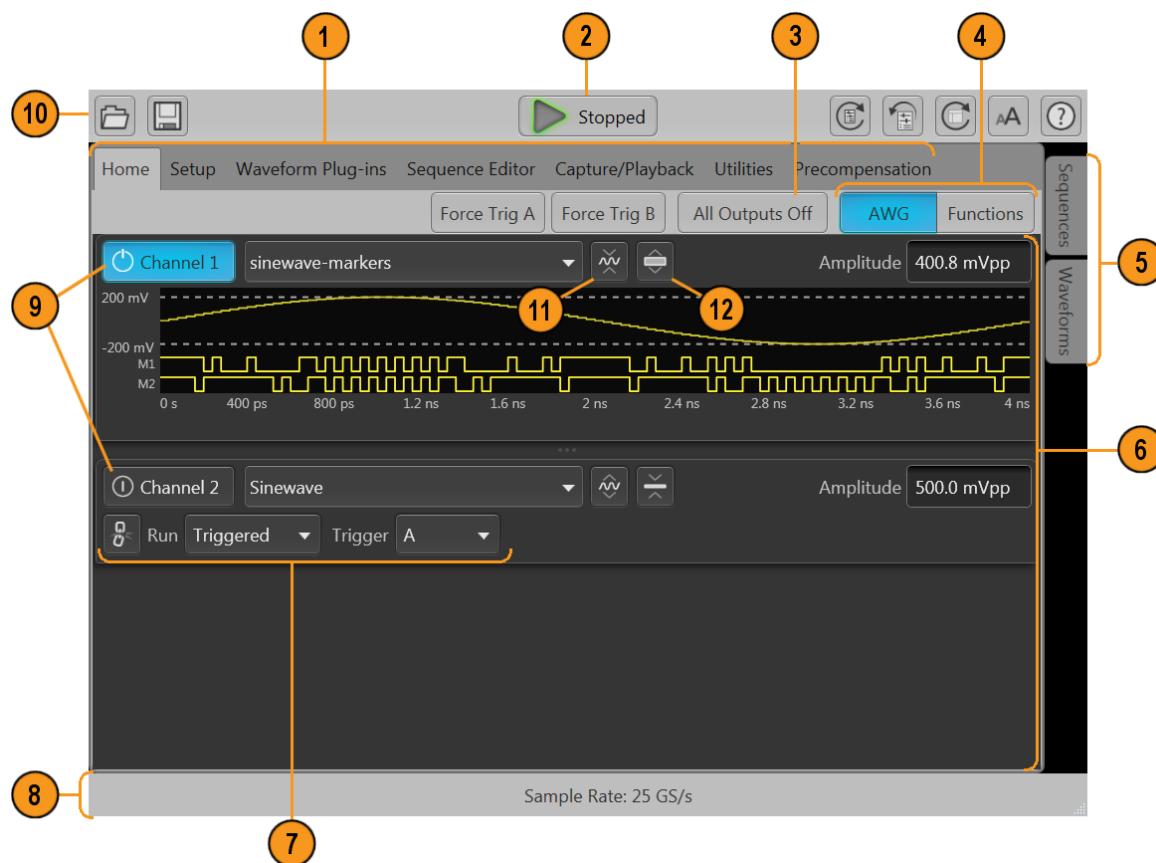 1 2 3 4
10 Stopped AA ?
Home Setup Waveform Plug-ins Sequence Editor Capture/Playback Utilities Precompensation
Sequences
Force Trig A Force Trig B All Outputs Off AWG Functions
5
Waveforms
Channel 1 sinewave-markers Amplitude 400.8 mVpp
9
11 12
200 mV
-200 mV
M1
M2
0 s 400 ps 800 ps 1.2 ns 1.6 ns 2 ns 2.4 ns 2.8 ns 3.2 ns 3.6 ns 4 ns
6
Channel 2 Sinewave Amplitude 500.0 mVpp
Run Triggered Trigger A
8 Sample Rate: 25 GS/s
7